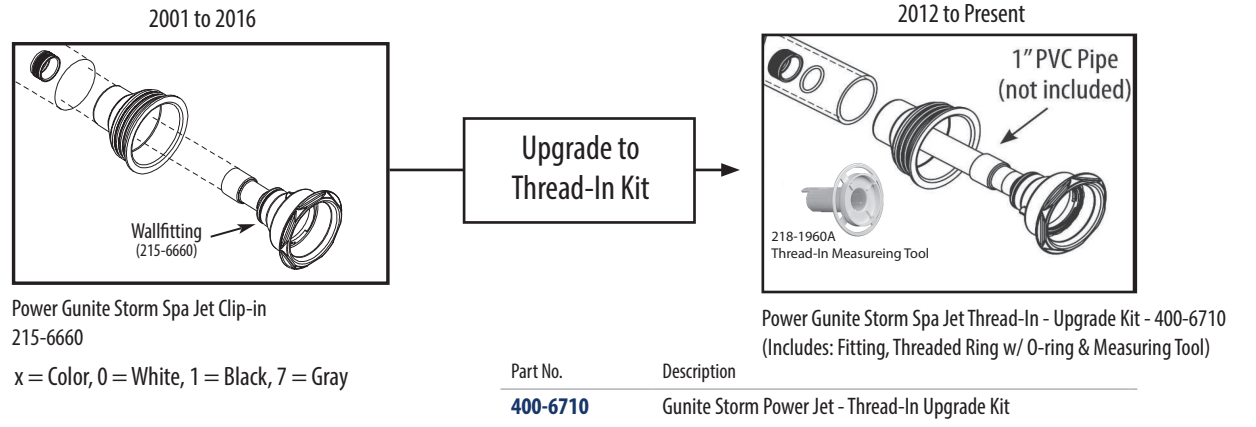 2001 to 2016
Wallfitting
(215-6660)
Power Gunite Storm Spa Jet Clip-in
215-6660
x = Color, 0 = White, 1 = Black, 7 = Gray
Upgrade to
Thread-In Kit
2012 to Present
1” PVC Pipe
(not included)
218-1960A
Thread-In Measureing Tool
Power Gunite Storm Spa Jet Thread-In - Upgrade Kit - 400-6710
(Includes: Fitting, Threaded Ring w/ O-ring & Measuring Tool)
Part No. Description
400-6710 Gunite Storm Power Jet - Thread-In Upgrade Kit